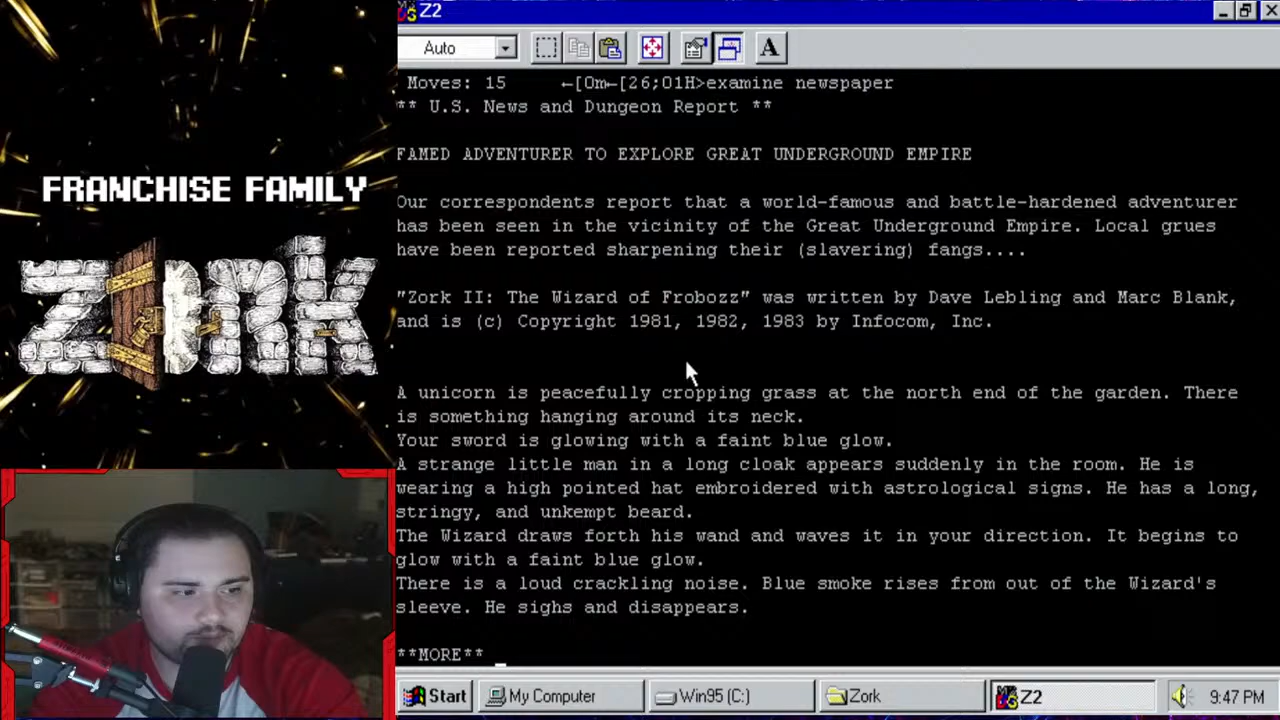 Z2
Auto
A
Moves: 15 ←[0m←[26;01H>examine newspaper
** U.S. News and Dungeon Report **
FAMED ADVENTURER TO EXPLORE GREAT UNDERGROUND EMPIRE
Our correspondents report that a world-famous and battle-hardened adventurer
has been seen in the vicinity of the Great Underground Empire. Local grues
have been reported sharpening their (slavering) fangs....
"Zork II: The Wizard of Frobozz" was written by Dave Lebling and Marc Blank,
and is (c) Copyright 1981, 1982, 1983 by Infocom, Inc.
A unicorn is peacefully cropping grass at the north end of the garden. There
is something hanging around its neck.
Your sword is glowing with a faint blue glow.
A strange little man in a long cloak appears suddenly in the room. He is
wearing a high pointed hat embroidered with astrological signs. He has a long,
stringy, and unkempt beard.
The Wizard draws forth his wand and waves it in your direction. It begins to
glow with a faint blue glow.
There is a loud crackling noise. Blue smoke rises from out of the Wizard's
sleeve. He sighs and disappears.
**MORE**
FRANCHISE FAMILY
ZORK
Start
My Computer
Win95 (C:)
Zork
Z2
9:47 PM